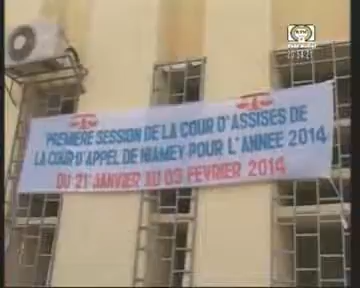 PREMIERE SESSION DE LA COUR D'ASSISES DE
LA COUR D'APPEL DE NIAMEY POUR L'ANNEE 2014
DU 21 JANVIER AU 03 FEVRIER 2014